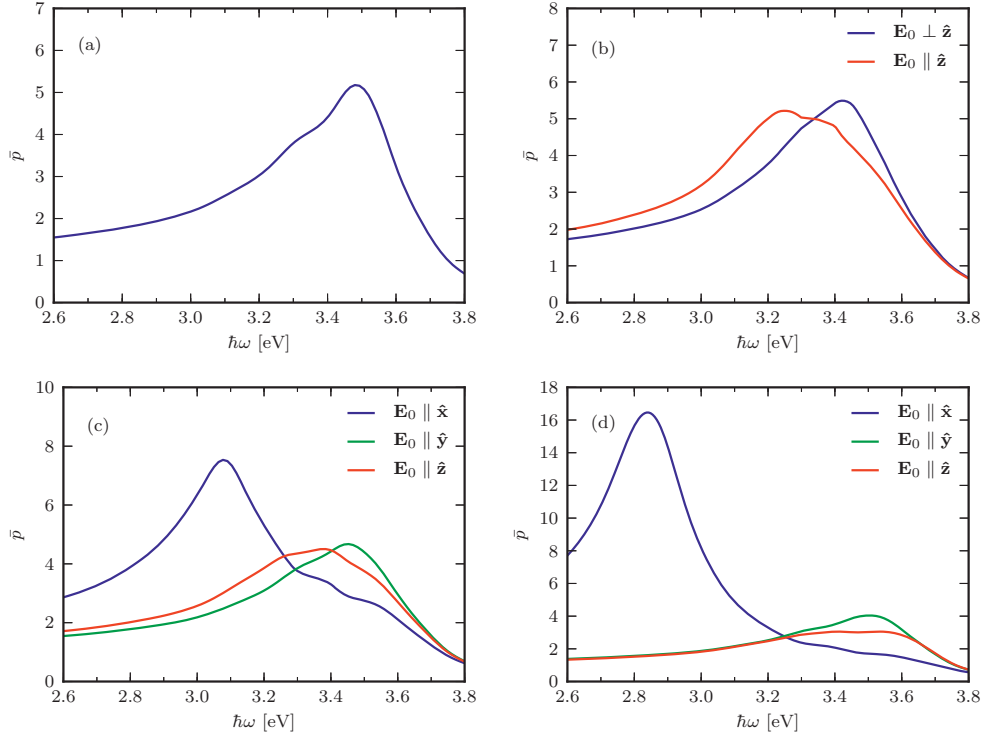 7
6
5
4
3
2
1
0
p̄
(a)
2.6 2.8 3.0 3.2 3.4 3.6 3.8
ħω [eV]
8
7
6
5
4
3
2
1
0
p̄
(b)
E₀ ⊥ ẑ
E₀ ∥ ẑ
2.6 2.8 3.0 3.2 3.4 3.6 3.8
ħω [eV]
10
8
6
4
2
0
p̄
(c)
E₀ ∥ x̂
E₀ ∥ ŷ
E₀ ∥ ẑ
2.6 2.8 3.0 3.2 3.4 3.6 3.8
ħω [eV]
18
16
14
12
10
8
6
4
2
0
p̄
(d)
E₀ ∥ x̂
E₀ ∥ ŷ
E₀ ∥ ẑ
2.6 2.8 3.0 3.2 3.4 3.6 3.8
ħω [eV]